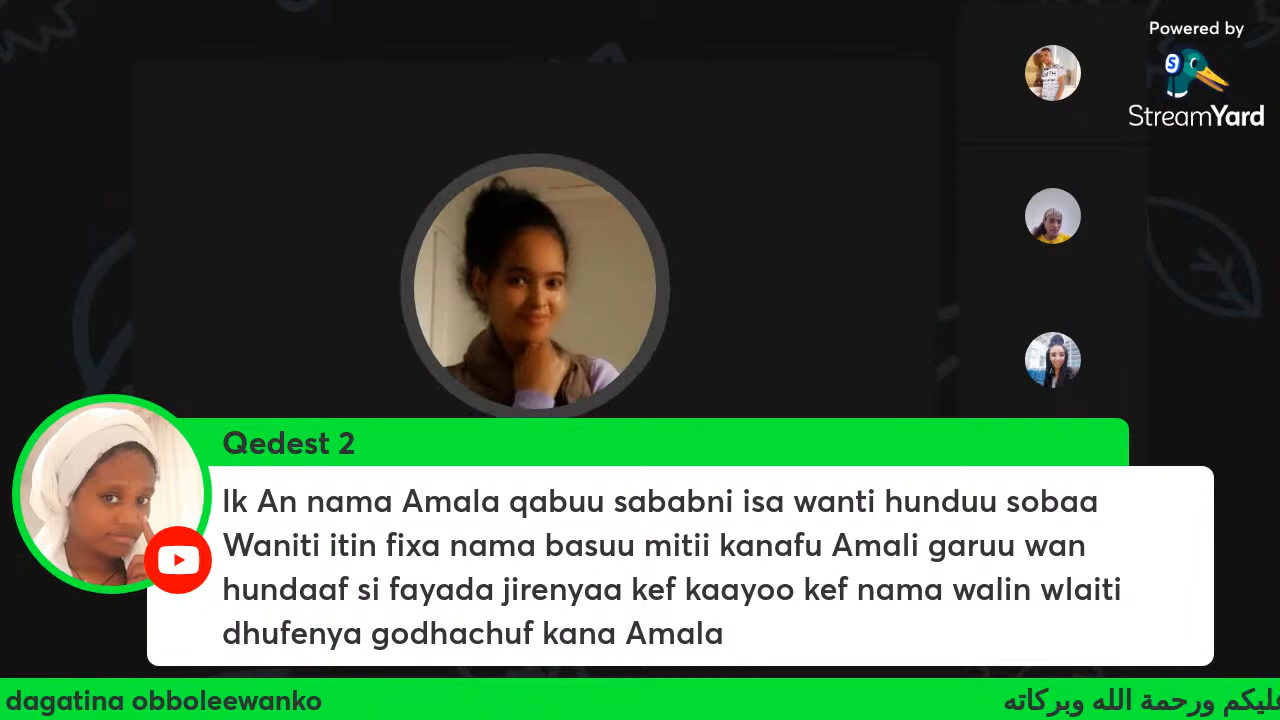 Powered by
StreamYard
Qedest 2
Ik An nama Amala qabuu sababni isa wanti hunduu sobaa
Waniti itin fixa nama basuu mitii kanafu Amali garuu wan
hundaaf si fayada jirenyaa kef kaayoo kef nama walin wlaiti
dhufenya godhachuf kana Amala
dagatina obboleewanko
ورحمة الله وبركاته